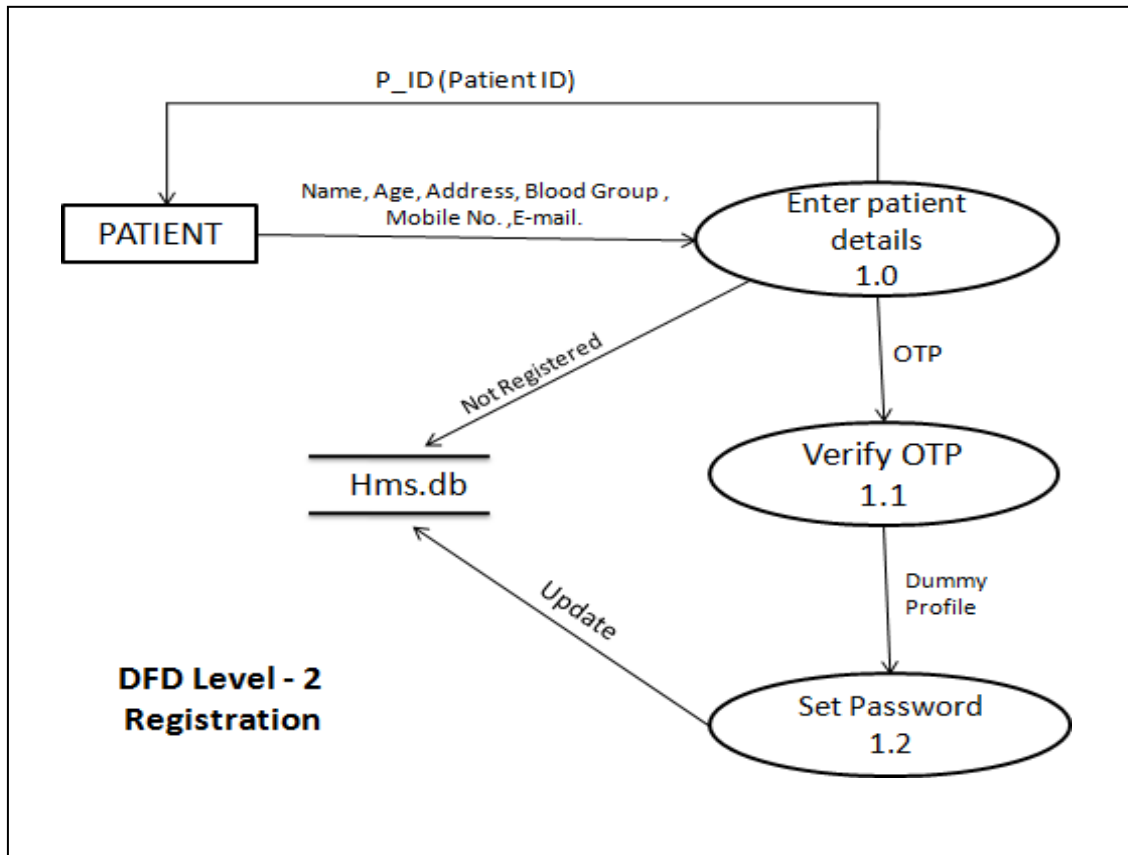 P_ID (Patient ID)
Name, Age, Address, Blood Group ,
Mobile No. ,E-mail.
PATIENT
Enter patient
details
1.0
Not Registered
OTP
Hms.db
Verify OTP
1.1
Update
Dummy
Profile
DFD Level - 2
Registration
Set Password
1.2